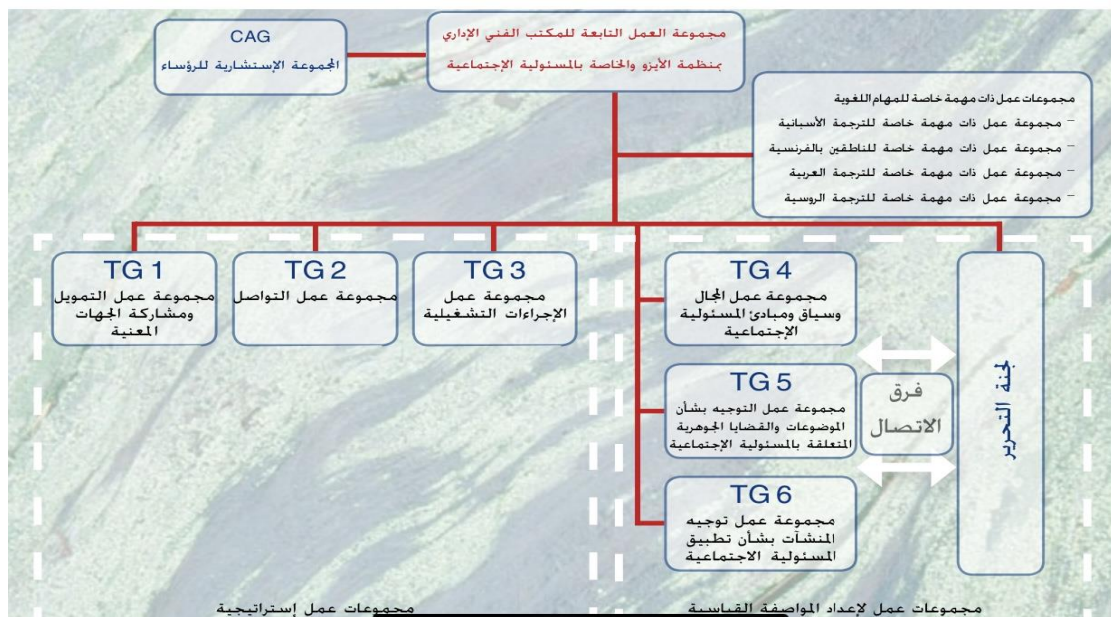 CAG
المجموعة الإستشارية للرؤساء
مجموعة العمل التابعة للمكتب الفني الإداري
بمنظمة الأيزو والخاصة بالمسئولية الإجتماعية
مجموعات عمل ذات مهمة خاصة للمهام اللغوية
– مجموعة عمل ذات مهمة خاصة للترجمة الأسبانية
– مجموعة عمل ذات مهمة خاصة للناطقين بالفرنسية
– مجموعة عمل ذات مهمة خاصة للترجمة العربية
– مجموعة عمل ذات مهمة خاصة للترجمة الروسية
TG 1
مجموعة عمل التمويل
ومشاركة الجهات
المعنية
TG 2
مجموعة عمل التواصل
TG 3
مجموعة عمل
الإجراءات التشغيلية
TG 4
مجموعة عمل المجال
وسياق ومبادئ المسئولية
الإجتماعية
TG 5
مجموعة عمل التوجيه بشأن
الموضوعات والقضايا الجوهرية
المتعلقة بالمسئولية الإجتماعية
TG 6
مجموعة عمل توجيه
المنشآت بشأن تطبيق
المسئولية الاجتماعية
فرق
الاتصال
لجنة التحرير
مجموعات عمل إستراتيجية
مجموعات عمل لإعداد المواصفة القياسية